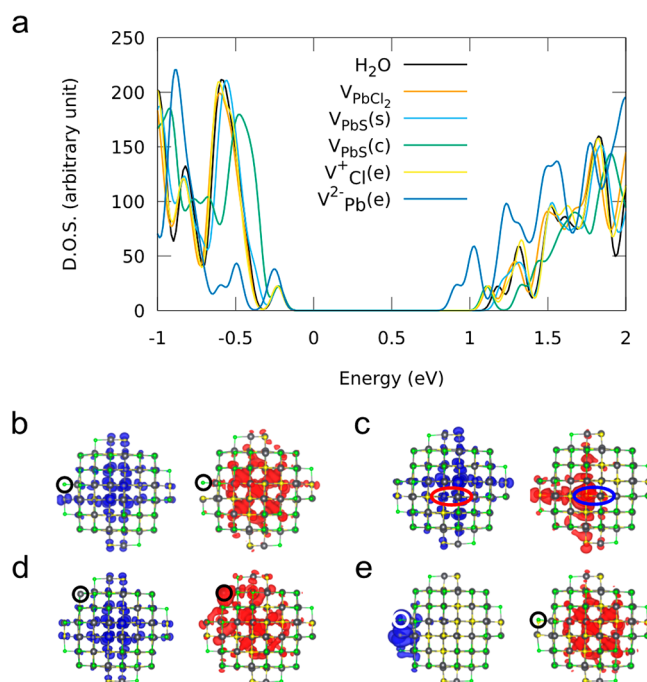 a
250
200
150
100
50
0
D.O.S. (arbitrary unit)
H₂O
V_PbCl₂
V_PbS(s)
V_PbS(c)
V⁺Cl(e)
V²⁻Pb(e)
-1 -0.5 0 0.5 1 1.5 2
Energy (eV)
b c
d e